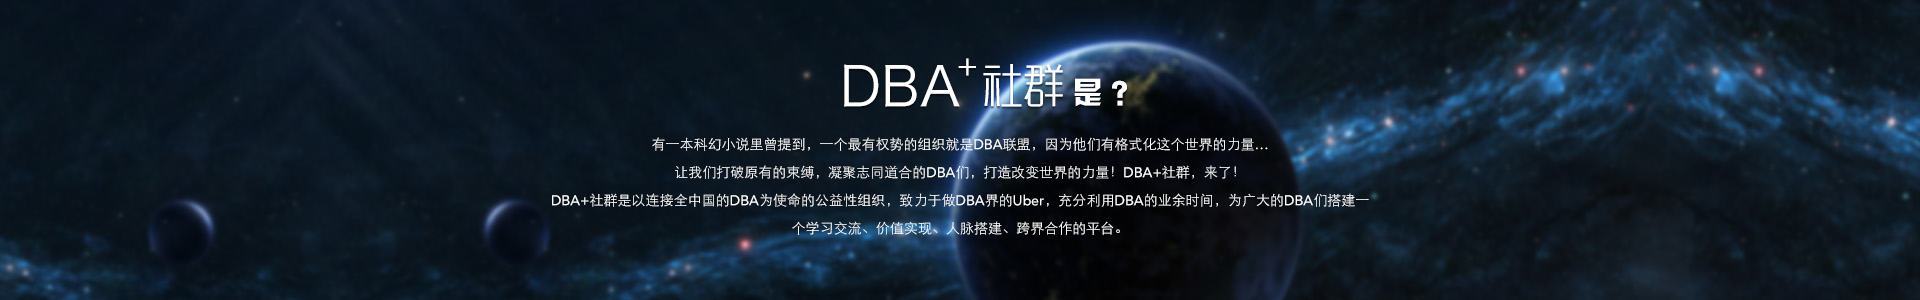 DBA+社群是？
有一本科幻小说里曾提到，一个最有权势的组织就是DBA联盟，因为他们有格式化这个世界的力量...
让我们打破原有的束缚，凝聚志同道合的DBA们，打造改变世界的力量！DBA+社群，来了！
DBA+社群是以连接全中国的DBA为使命的公益性组织，致力于做DBA界的Uber，充分利用DBA的业余时间，为广大的DBA们搭建一
个学习交流、价值实现、人脉搭建、跨界合作的平台。